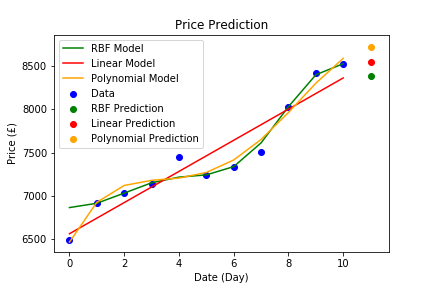 Price Prediction
RBF Model
Linear Model
Polynomial Model
Data
RBF Prediction
Linear Prediction
Polynomial Prediction
8500
8000
7500
7000
6500
Price (£)
0 2 4 6 8 10
Date (Day)